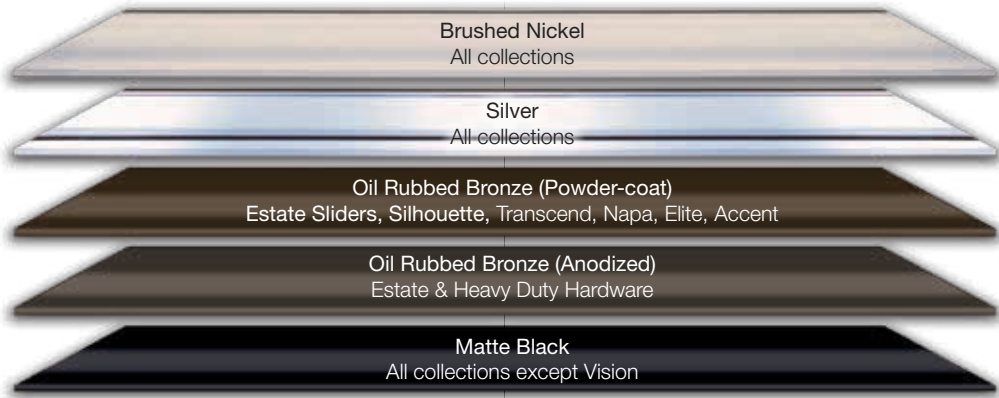 Brushed Nickel
All collections
Silver
All collections
Oil Rubbed Bronze (Powder-coat)
Estate Sliders, Silhouette, Transcend, Napa, Elite, Accent
Oil Rubbed Bronze (Anodized)
Estate & Heavy Duty Hardware
Matte Black
All collections except Vision